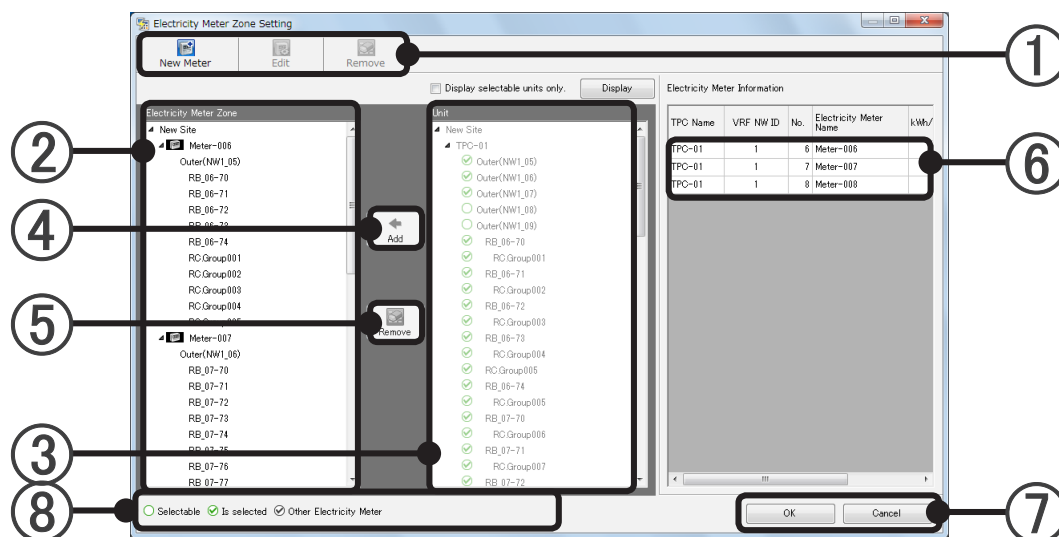 Electricity Meter Zone Setting
New Meter Edit Remove
Display selectable units only. Display
Electricity Meter Information
Electricity Meter Zone
New Site
Meter-006
Outer(NW1_05)
RB_06-70
RB_06-71
RB_06-72
RB_06-73
RB_06-74
RC.Group001
RC.Group002
RC.Group003
RC.Group004
RC.Group005
Meter-007
Outer(NW1_06)
RB_07-70
RB_07-71
RB_07-72
RB_07-73
RB_07-74
RB_07-75
RB_07-76
RB_07-77
Add
Remove
Unit
New Site
TPC-01
Outer(NW1_05)
Outer(NW1_06)
Outer(NW1_07)
Outer(NW1_08)
Outer(NW1_09)
RB_06-70
RC.Group001
RB_06-71
RC.Group002
RB_06-72
RC.Group003
RB_06-73
RC.Group004
RC.Group005
RB_06-74
RC.Group005
RB_07-70
RC.Group006
RB_07-71
RC.Group007
RB_07-72
TPC Name VRF NW ID No. Electricity Meter Name kWh/
TPC-01 1 6 Meter-006
TPC-01 1 7 Meter-007
TPC-01 1 8 Meter-008
Selectable Is selected Other Electricity Meter
OK Cancel
1
2
3
4
5
6
7
8